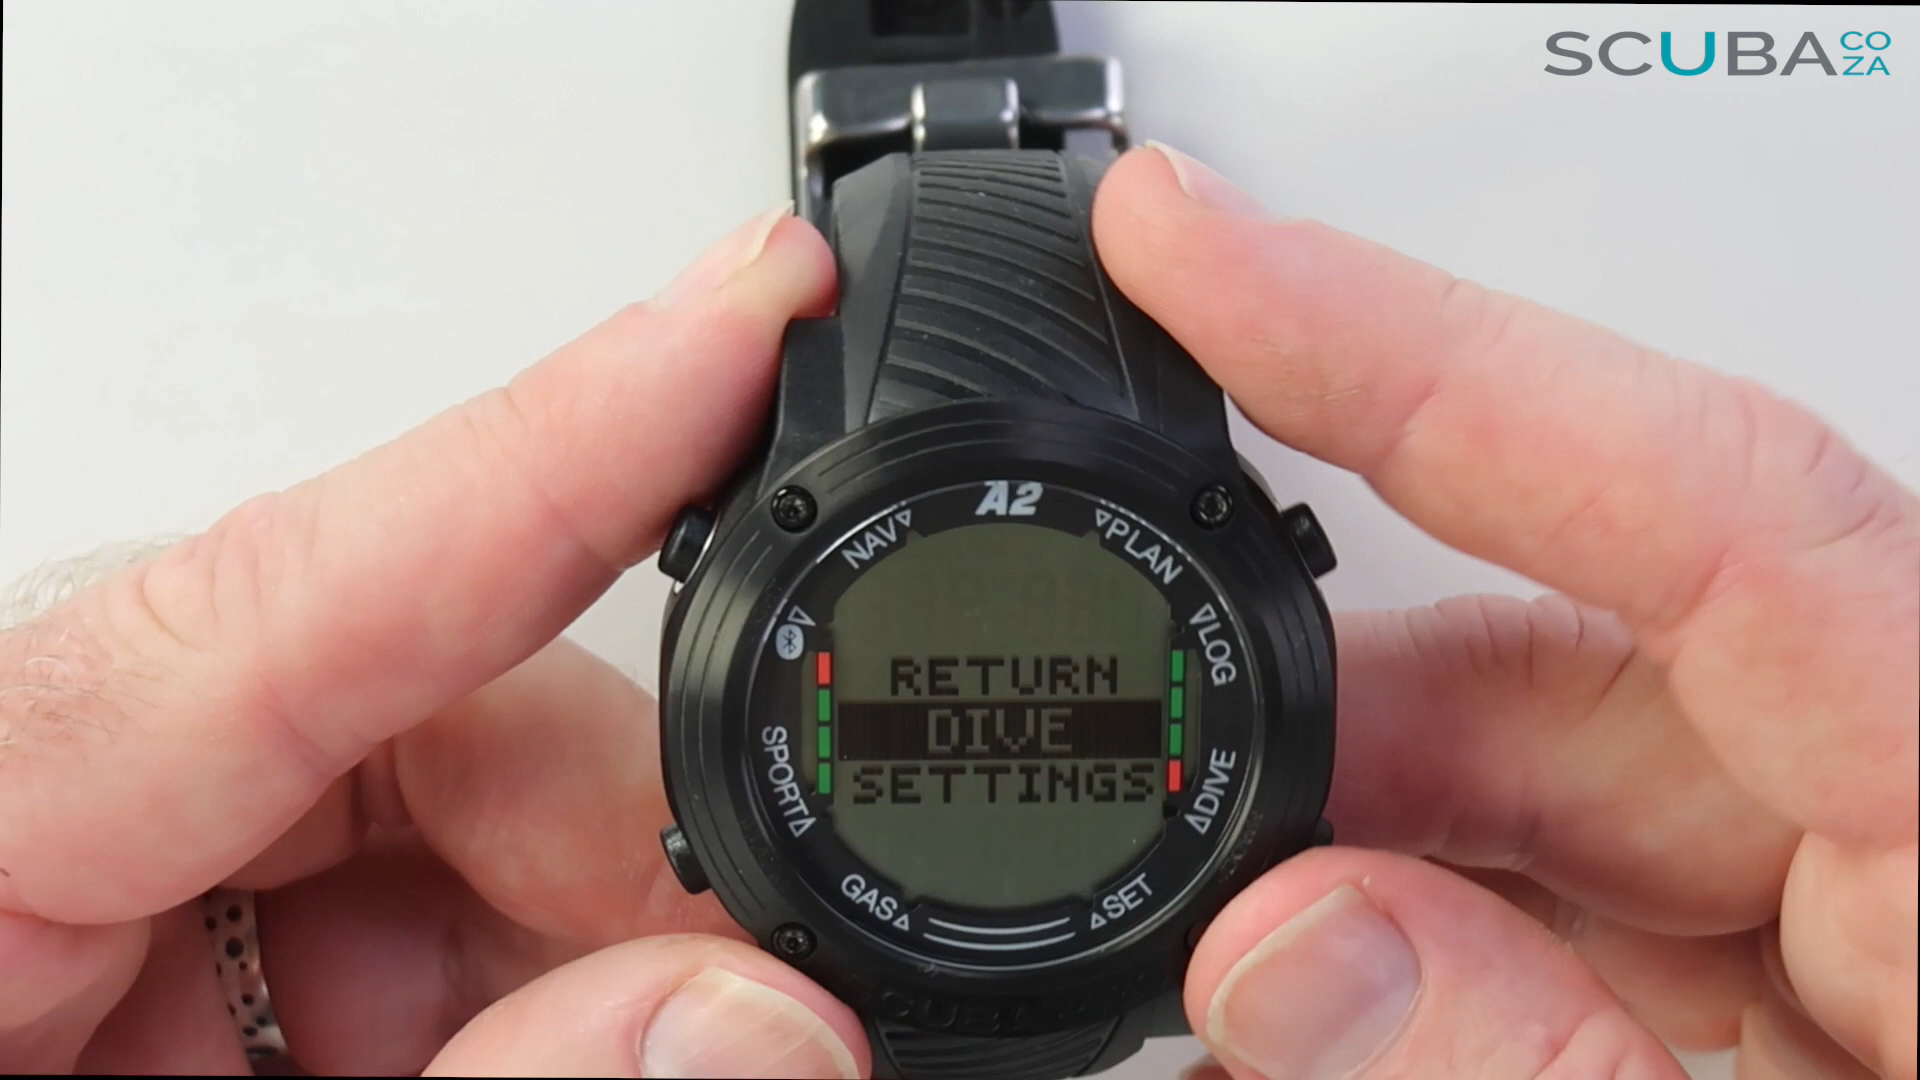 SCUBA CO ZA
A2
NAV
PLAN
LOG
RETURN
DIVE
SETTINGS
SPORT
DIVE
GAS
SET